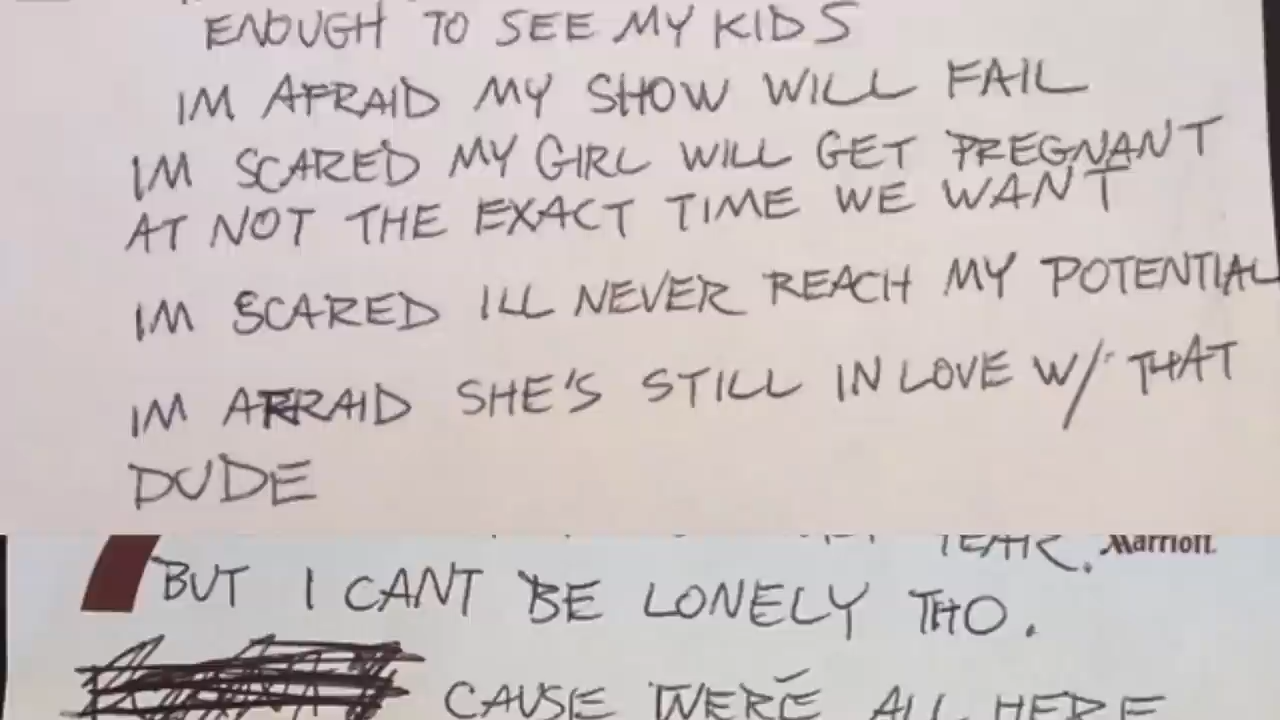 ENOUGH TO SEE MY KIDS
IM AFRAID MY SHOW WILL FAIL
IM SCARED MY GIRL WILL GET PREGNANT
AT NOT THE EXACT TIME WE WANT
IM SCARED ILL NEVER REACH MY POTENTIAL
IM AFRAID SHE'S STILL IN LOVE W/ THAT
DUDE
YEAR. Marriott
BUT I CANT BE LONELY THO.
CAUSE WERE ALL HERE